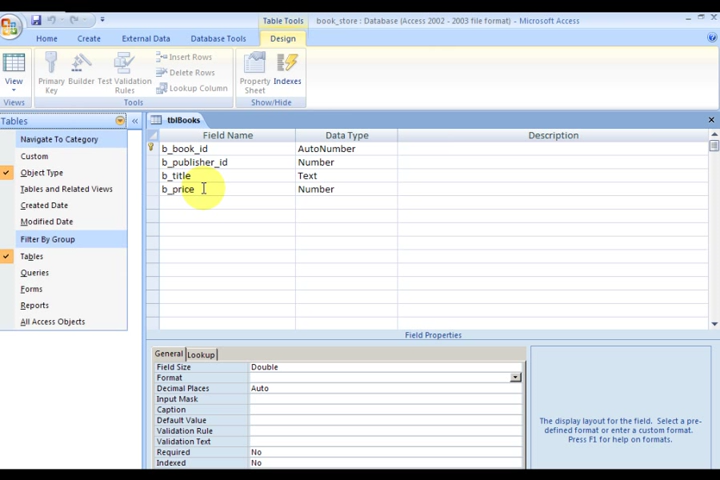 Table Tools
book_store : Database (Access 2002 - 2003 file format) - Microsoft Access
Home
Create
External Data
Database Tools
Design
View
Views
Primary Key
Builder
Test Validation Rules
Insert Rows
Delete Rows
Lookup Column
Tools
Property Sheet
Indexes
Show/Hide
Tables
Navigate To Category
Custom
Object Type
Tables and Related Views
Created Date
Modified Date
Filter By Group
Tables
Queries
Forms
Reports
All Access Objects
tblBooks
Field Name Data Type Description
b_book_id AutoNumber
b_publisher_id Number
b_title Text
b_price Number
Field Properties
General Lookup
Field Size Double
Format
Decimal Places Auto
Input Mask
Caption
Default Value
Validation Rule
Validation Text
Required No
Indexed No
The display layout for the field. Select a pre-
defined format or enter a custom format.
Press F1 for help on formats.